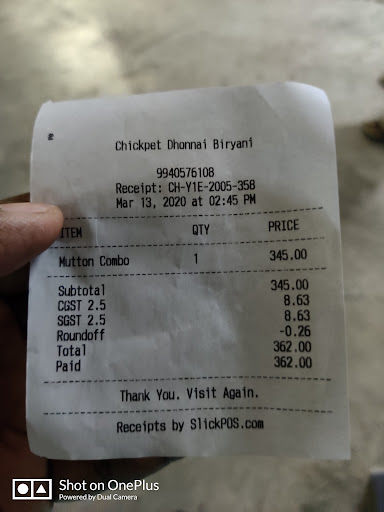 Chickpet Dhonnai Biryani
9940576108
Receipt: CH-Y1E-2005-358
Mar 13, 2020 at 02:45 PM
ITEM QTY PRICE
Mutton Combo 1 345.00
Subtotal 345.00
CGST 2.5 8.63
SGST 2.5 8.63
Roundoff -0.26
Total 362.00
Paid 362.00
Thank You. Visit Again.
Receipts by SlickPOS.com
Shot on OnePlus
Powered by Dual Camera